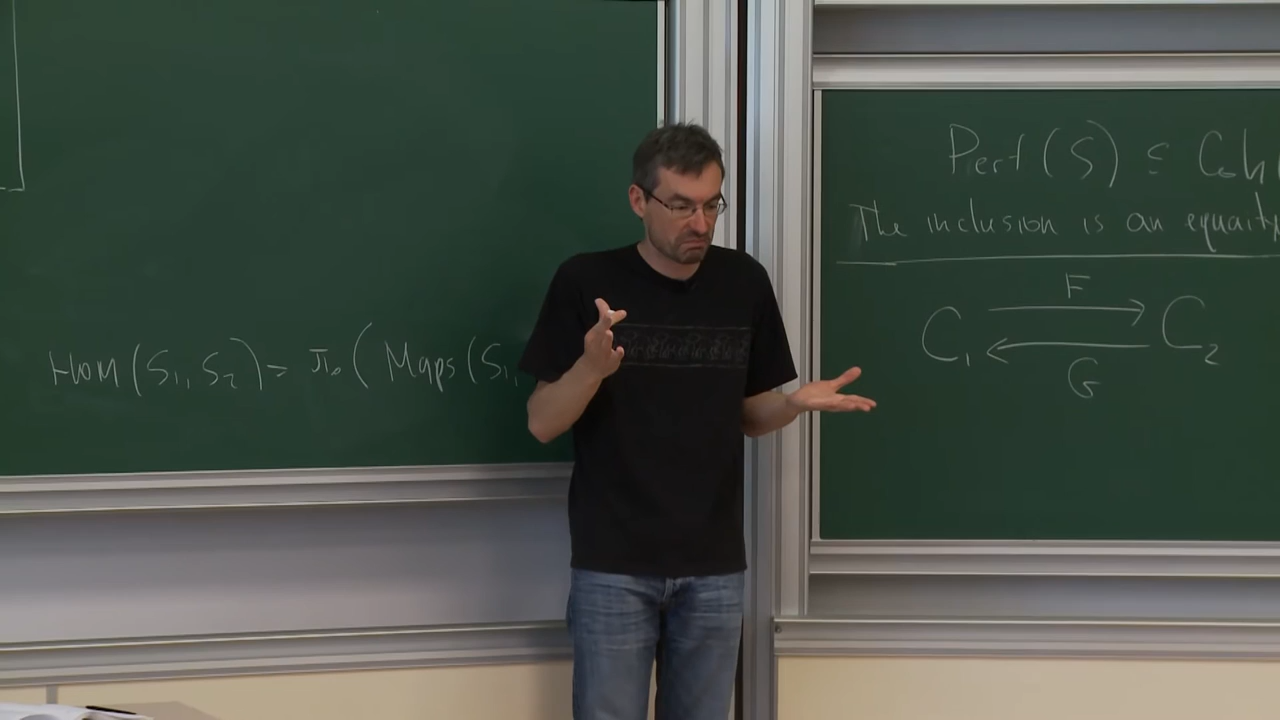 Hom(S₁, S₂) = π₀(Maps(S₁,
Perf(S) ⊆ Coh(
The inclusion is an equality
F
C₁ ⇄ C₂
G